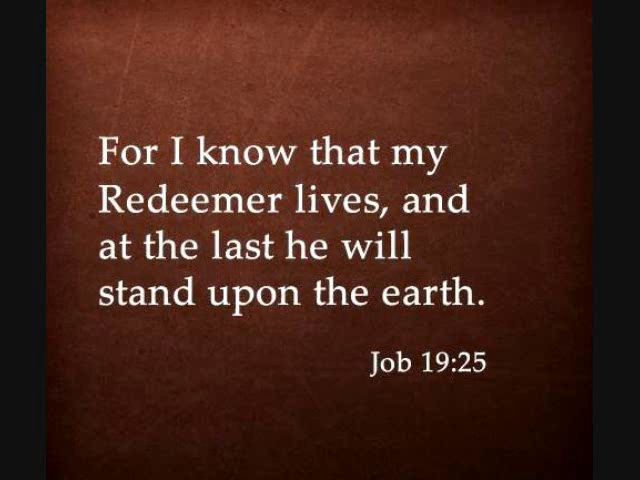 For I know that my
Redeemer lives, and
at the last he will
stand upon the earth.
Job 19:25